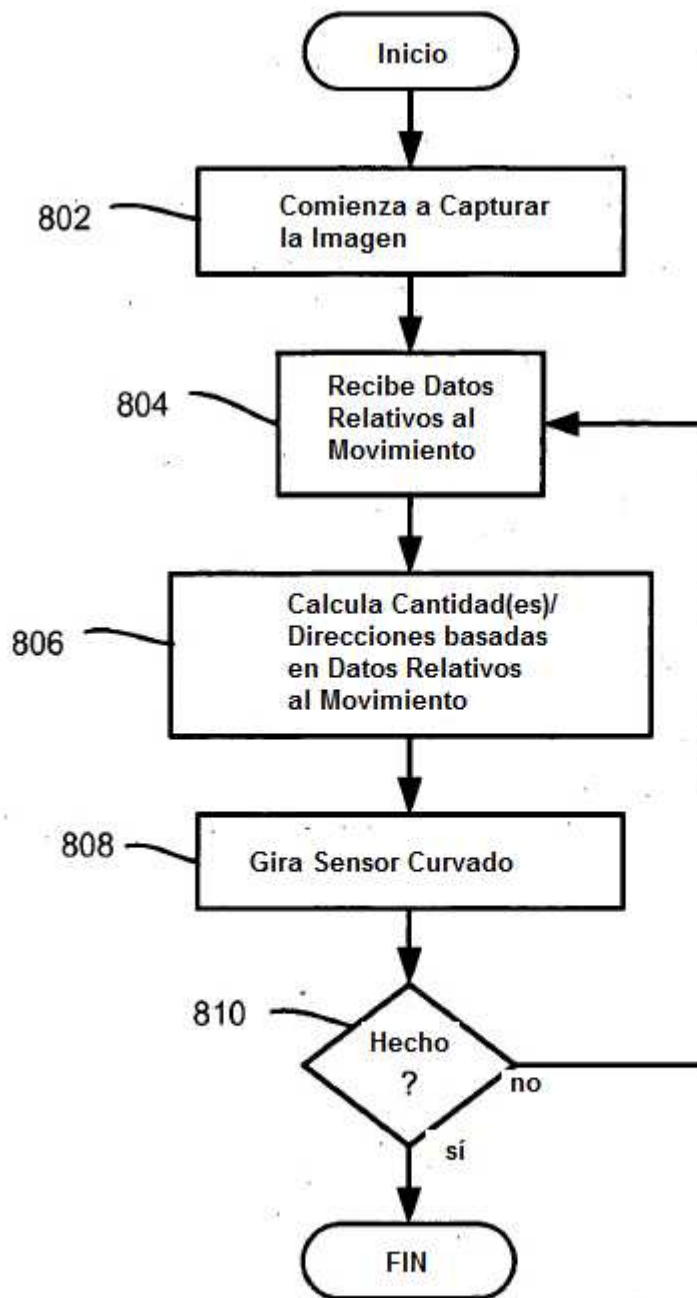 Inicio
802
Comienza a Capturar
la Imagen
804
Recibe Datos
Relativos al
Movimiento
806
Calcula Cantidad(es)/
Direcciones basadas
en Datos Relativos
al Movimiento
808
Gira Sensor Curvado
810
Hecho
?
no
sí
FIN